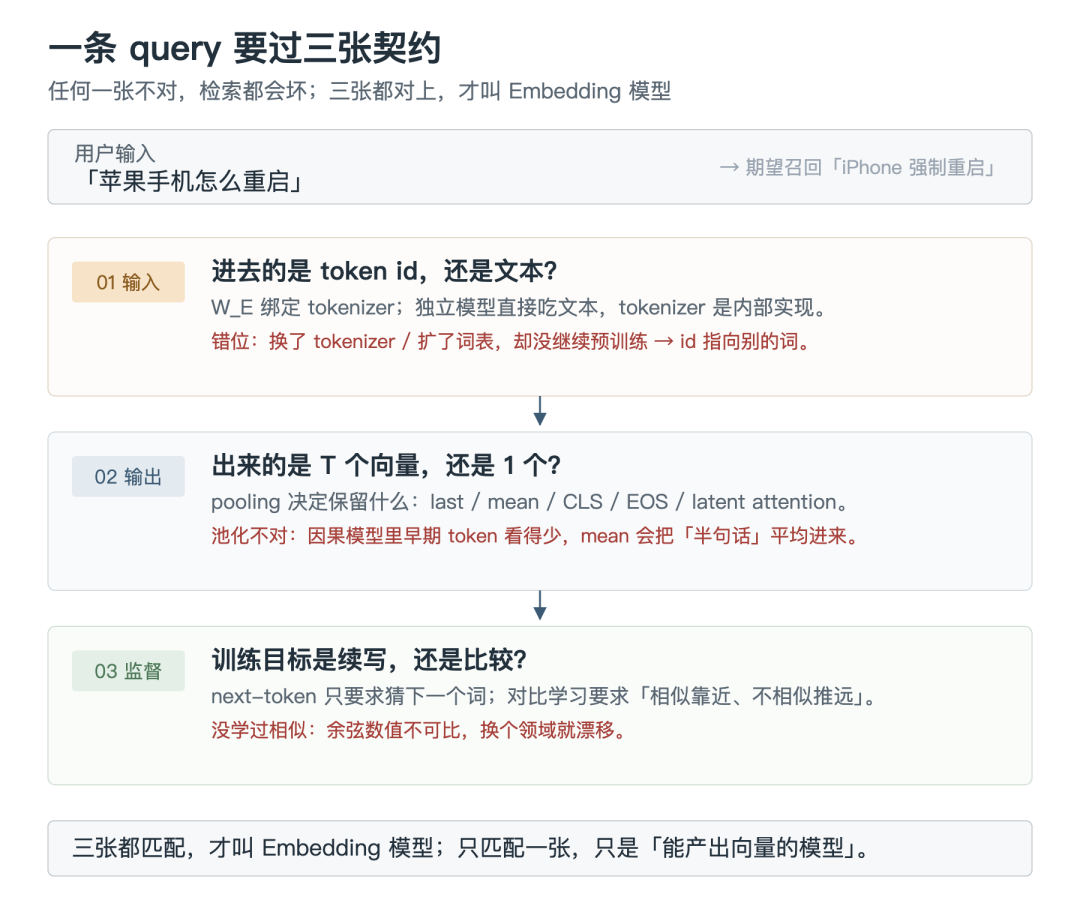 一条 query 要过三张契约
任何一张不对，检索都会坏；三张都对上，才叫 Embedding 模型
用户输入
「苹果手机怎么重启」
→ 期望召回「iPhone 强制重启」
01 输入
进去的是 token id，还是文本？
W_E 绑定 tokenizer；独立模型直接吃文本，tokenizer 是内部实现。
错位：换了 tokenizer / 扩了词表，却没继续预训练 → id 指向别的词。
02 输出
出来的是 T 个向量，还是 1 个？
pooling 决定保留什么：last / mean / CLS / EOS / latent attention。
池化不对：因果模型里早期 token 看得少，mean 会把「半句话」平均进来。
03 监督
训练目标是续写，还是比较？
next-token 只要求猜下一个词；对比学习要求「相似靠近、不相似推远」。
没学过相似：余弦数值不可比，换个领域就漂移。
三张都匹配，才叫 Embedding 模型；只匹配一张，只是「能产出向量的模型」。